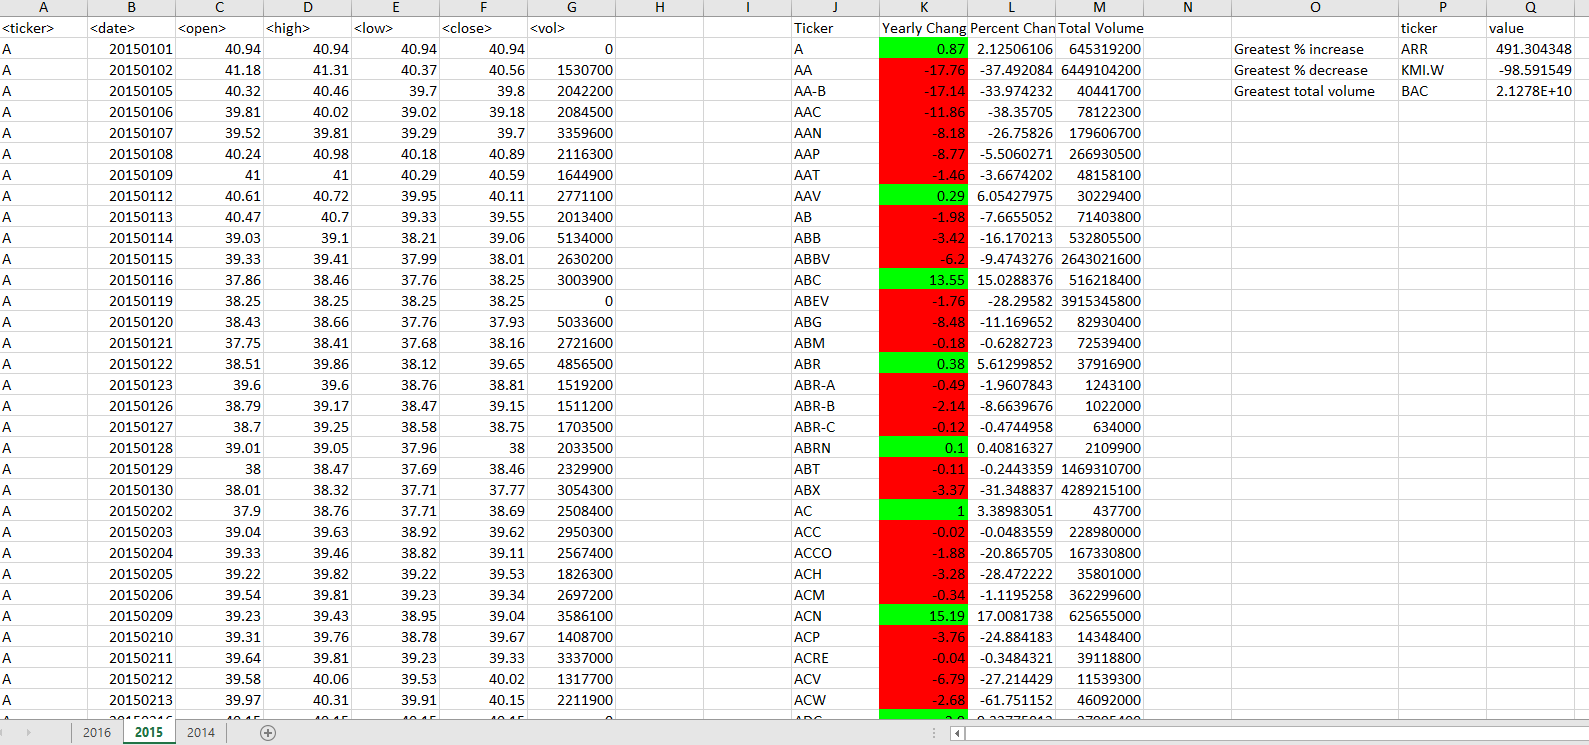 A B C D E F G H I J K L M N O P Q
<ticker> <date> <open> <high> <low> <close> <vol> Ticker Yearly Chang Percent Chan Total Volume ticker value
A 20150101 40.94 40.94 40.94 40.94 0 A 0.87 2.12506106 645319200 Greatest % increase ARR 491.304348
A 20150102 41.18 41.31 40.37 40.56 1530700 AA -17.76 -37.492084 6449104200 Greatest % decrease KMI.W -98.591549
A 20150105 40.32 40.46 39.7 39.8 2042200 AA-B -17.14 -33.974232 40441700 Greatest total volume BAC 2.1278E+10
A 20150106 39.81 40.02 39.02 39.18 2084500 AAC -11.86 -38.35705 78122300
A 20150107 39.52 39.81 39.29 39.7 3359600 AAN -8.18 -26.75826 179606700
A 20150108 40.24 40.98 40.18 40.89 2116300 AAP -8.77 -5.5060271 266930500
A 20150109 41 41 40.29 40.59 1644900 AAT -1.46 -3.6674202 48158100
A 20150112 40.61 40.72 39.95 40.11 2771100 AAV 0.29 6.05427975 30229400
A 20150113 40.47 40.7 39.33 39.55 2013400 AB -1.98 -7.6655052 71403800
A 20150114 39.03 39.1 38.21 39.06 5134000 ABB -3.42 -16.170213 532805500
A 20150115 39.33 39.41 37.99 38.01 2630200 ABBV -6.2 -9.4743276 2643021600
A 20150116 37.86 38.46 37.76 38.25 3003900 ABC 13.55 15.0288376 516218400
A 20150119 38.25 38.25 38.25 38.25 0 ABEV -1.76 -28.29582 3915345800
A 20150120 38.43 38.66 37.76 37.93 5033600 ABG -8.48 -11.169652 82930400
A 20150121 37.75 38.41 37.68 38.16 2721600 ABM -0.18 -0.6282723 72539400
A 20150122 38.51 39.86 38.12 39.65 4856500 ABR 0.38 5.61299852 37916900
A 20150123 39.6 39.6 38.76 38.81 1519200 ABR-A -0.49 -1.9607843 1243100
A 20150126 38.79 39.17 38.47 39.15 1511200 ABR-B -2.14 -8.6639676 1022000
A 20150127 38.7 39.25 38.58 38.75 1703500 ABR-C -0.12 -0.4744958 634000
A 20150128 39.01 39.05 37.96 38 2033500 ABRN 0.1 0.40816327 2109900
A 20150129 38 38.47 37.69 38.46 2329900 ABT -0.11 -0.2443359 1469310700
A 20150130 38.01 38.32 37.71 37.77 3054300 ABX -3.37 -31.348837 4289215100
A 20150202 37.9 38.76 37.71 38.69 2508400 AC 1 3.38983051 437700
A 20150203 39.04 39.63 38.92 39.62 2950300 ACC -0.02 -0.0483559 228980000
A 20150204 39.33 39.46 38.82 39.11 2567400 ACCO -1.88 -20.865705 167330800
A 20150205 39.22 39.82 39.22 39.53 1826300 ACH -3.28 -28.472222 35801000
A 20150206 39.54 39.81 39.23 39.34 2697200 ACM -0.34 -1.1195258 362299600
A 20150209 39.23 39.43 38.95 39.04 3586100 ACN 15.19 17.0081738 625655000
A 20150210 39.31 39.76 38.78 39.67 1408700 ACP -3.76 -24.884183 14348400
A 20150211 39.64 39.81 39.23 39.33 3337000 ACRE -0.04 -0.3484321 39118800
A 20150212 39.58 40.06 39.53 40.02 1317700 ACV -6.79 -27.214429 11539300
A 20150213 39.97 40.31 39.91 40.15 2211900 ACW -2.68 -61.751152 46092000
2016 2015 2014